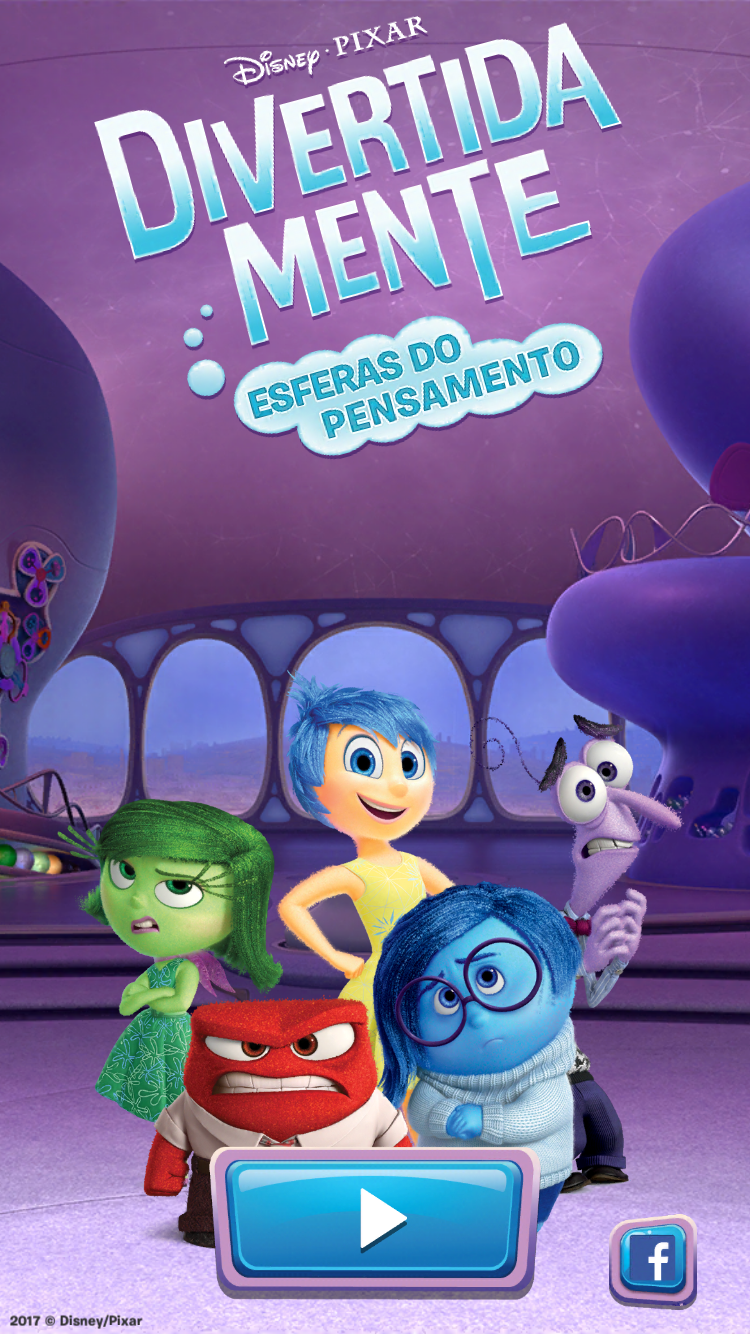 Disney · PIXAR
DIVERTIDA
MENTE
ESFERAS DO
PENSAMENTO
f
2017 © Disney/Pixar